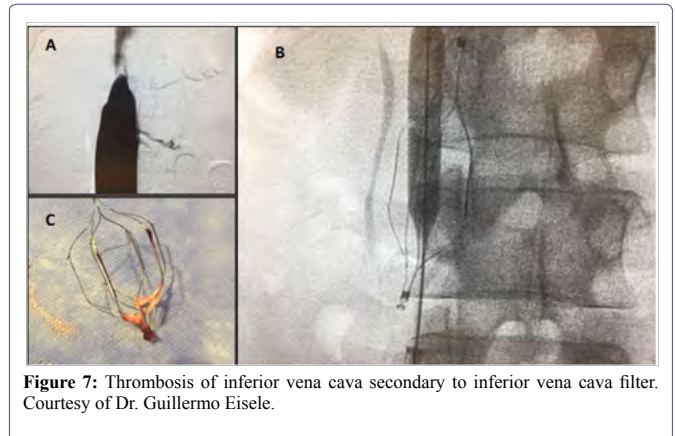 A
B
C
Figure 7: Thrombosis of inferior vena cava secondary to inferior vena cava filter.
Courtesy of Dr. Guillermo Eisele.